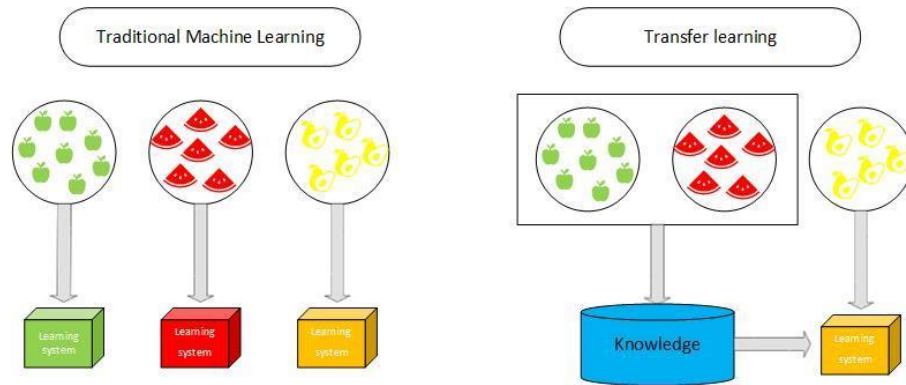 Traditional Machine Learning
Transfer learning
Learning
system
Learning
system
Learning
system
Knowledge
Learning
system